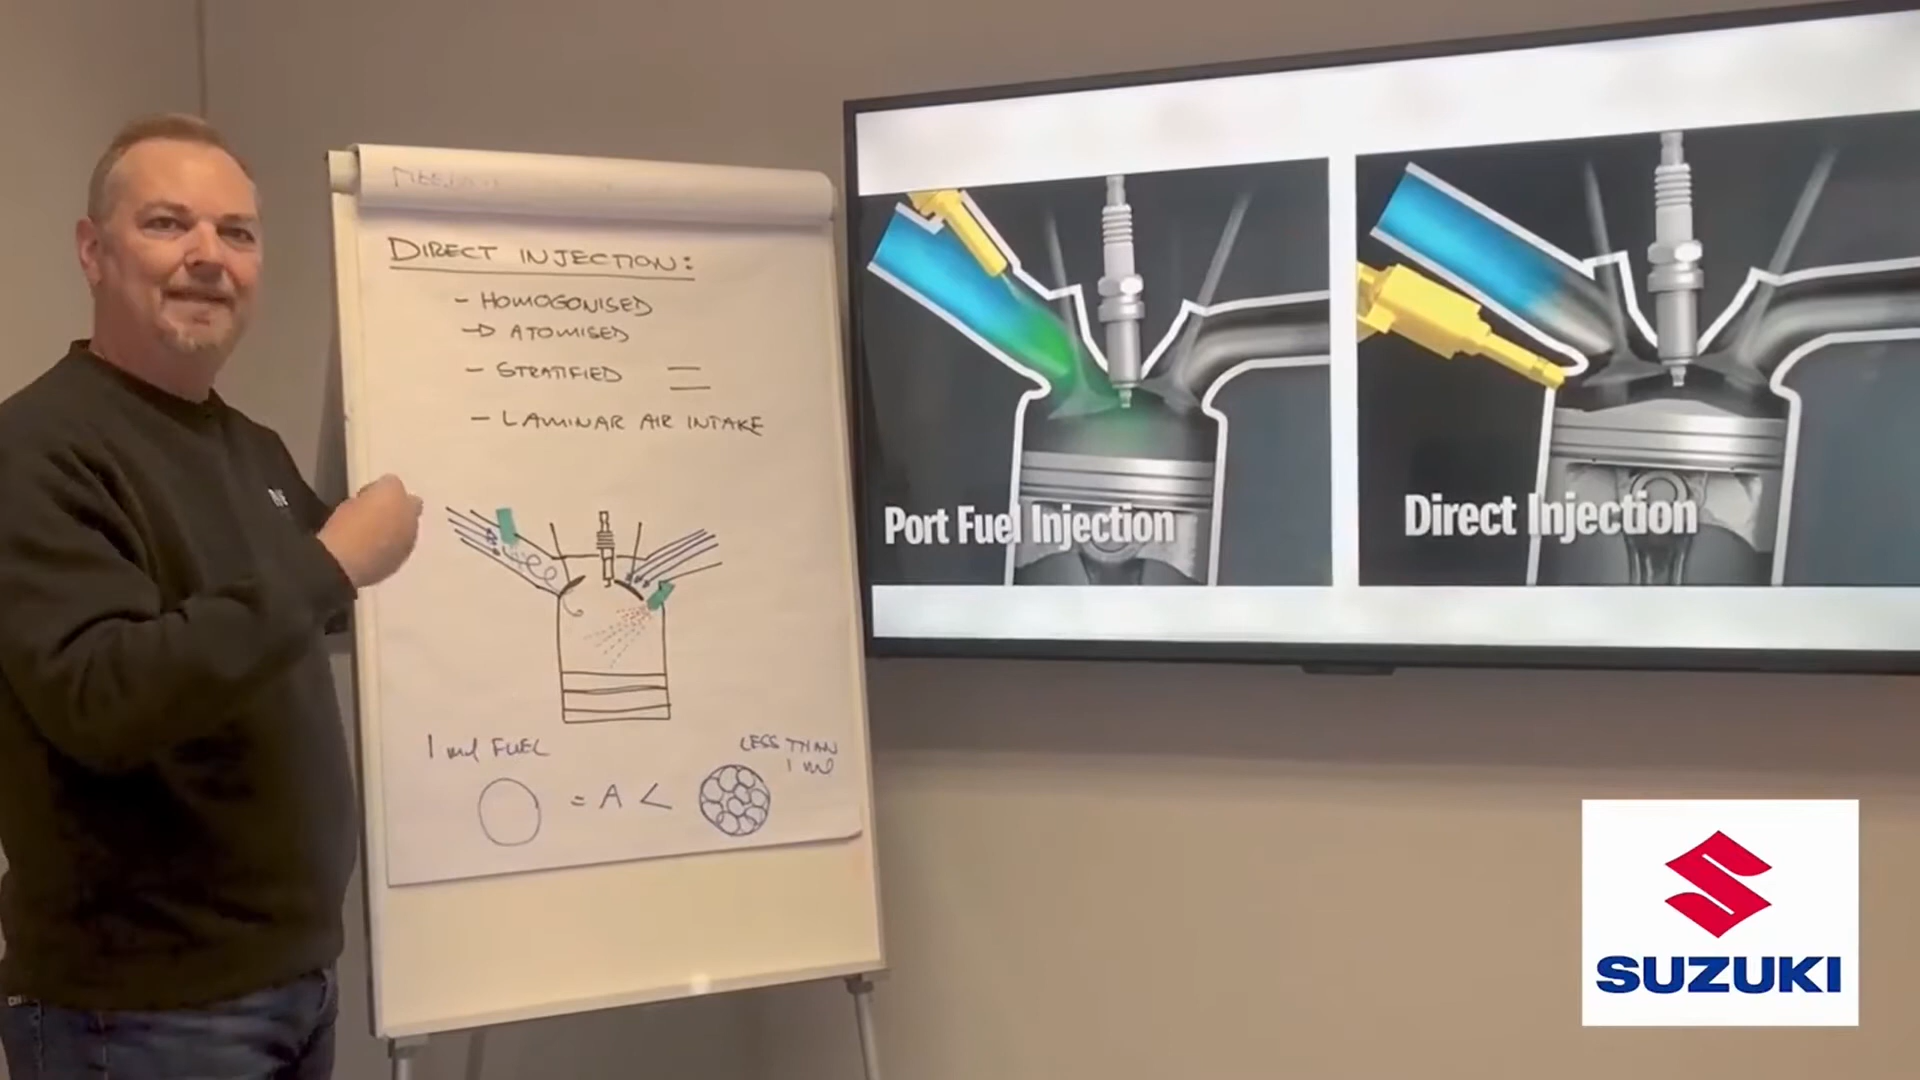 DIRECT INJECTION:
- HOMOGONISED
→ ATOMISED
- STRATIFIED
- LAMINAR AIR INTAKE
1 ml FUEL
LESS THAN
1 ml
= A <
Port Fuel Injection
Direct Injection
SUZUKI